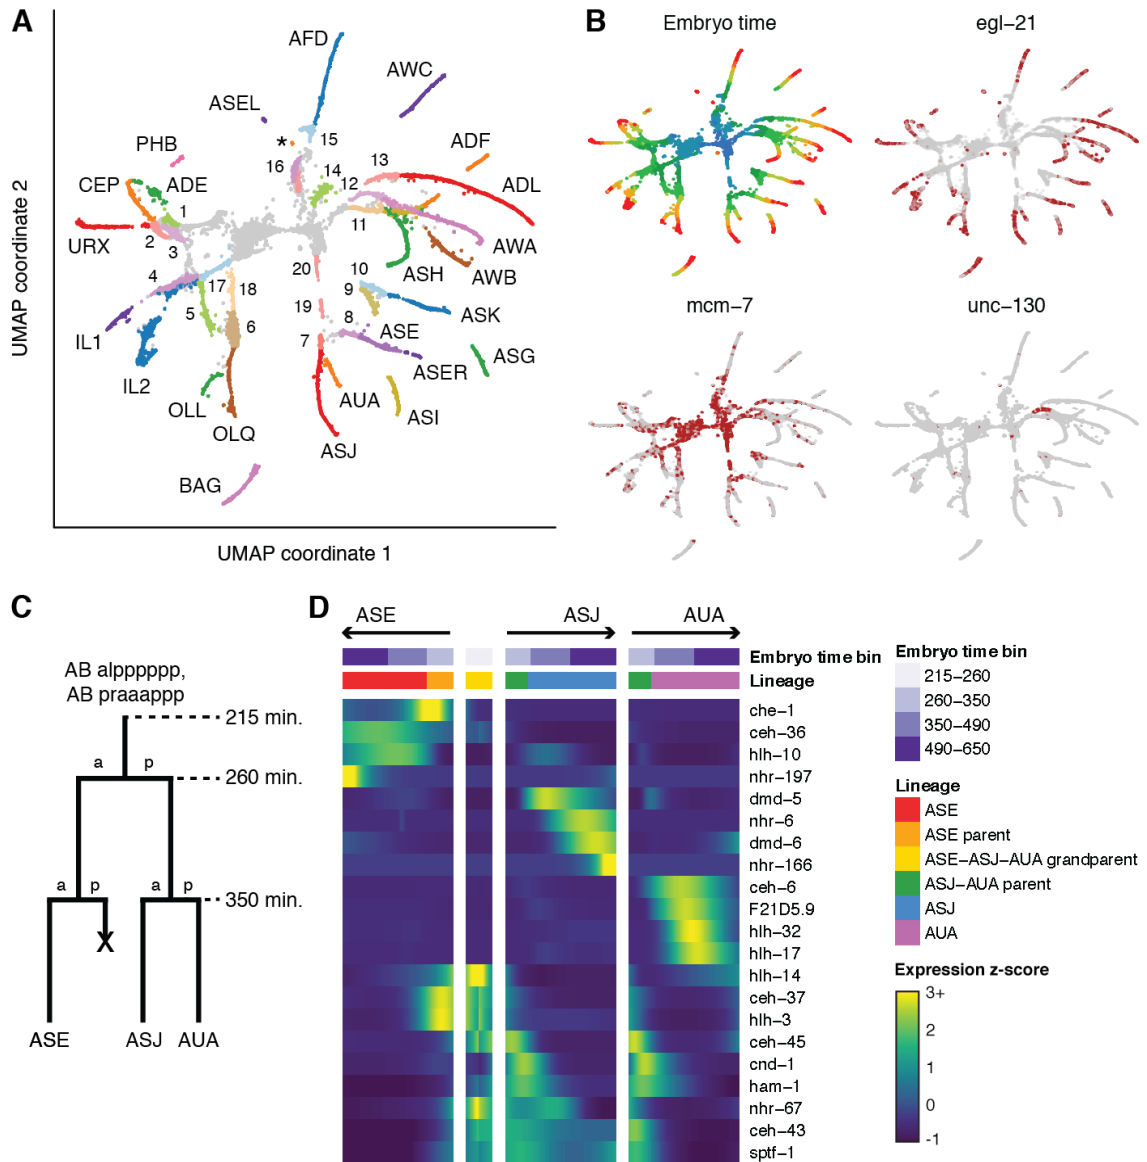 A
AFD
AWC
ASEL
*
15
PHB
16
14
13
12
ADF
CEP
ADE
ADL
1
2
3
11
URX
AWA
ASH
AWB
4
17
18
20
10
9
5
6
19
8
ASK
IL1
ASE
7
ASG
IL2
ASER
OLL
AUA
ASI
OLQ
ASJ
BAG
UMAP coordinate 2
UMAP coordinate 1
B
Embryo time
egl−21
mcm−7
unc−130
C
AB alpppppp,
AB praaappp
215 min.
a
p
260 min.
a
p
a
p
350 min.
X
ASE
ASJ
AUA
D
ASE
ASJ
AUA
Embryo time bin
Lineage
che−1
ceh−36
hlh−10
nhr−197
dmd−5
nhr−6
dmd−6
nhr−166
ceh−6
F21D5.9
hlh−32
hlh−17
hlh−14
ceh−37
hlh−3
ceh−45
cnd−1
ham−1
nhr−67
ceh−43
sptf−1
Embryo time bin
215−260
260−350
350−490
490−650
Lineage
ASE
ASE parent
ASE−ASJ−AUA grandparent
ASJ−AUA parent
ASJ
AUA
Expression z−score
3+
2
1
0
-1